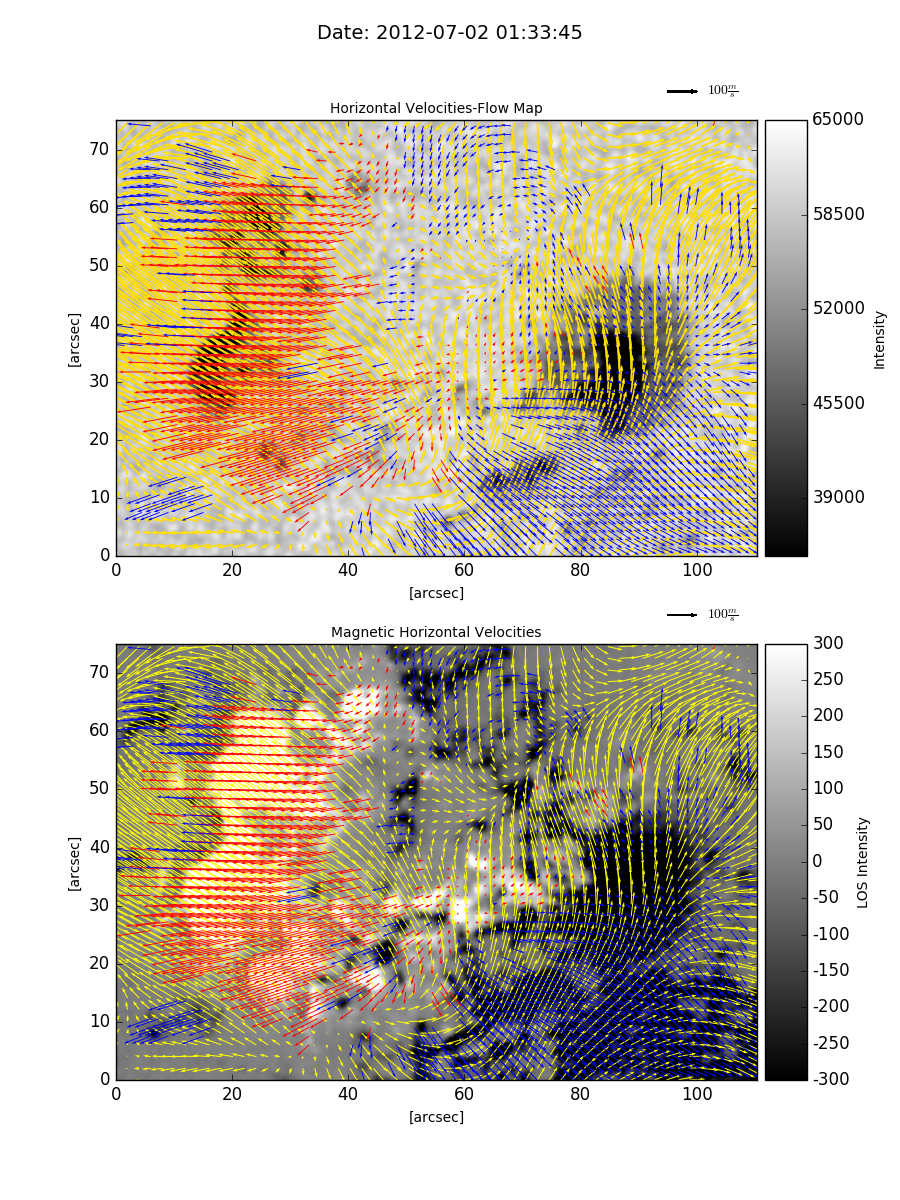 Date: 2012-07-02 01:33:45
100 m/s
Horizontal Velocities-Flow Map
70
60
50
40
30
20
10
0
[arcsec]
0 20 40 60 80 100
[arcsec]
65000
58500
52000
45500
39000
Intensity
100 m/s
Magnetic Horizontal Velocities
70
60
50
40
30
20
10
0
[arcsec]
0 20 40 60 80 100
[arcsec]
300
250
200
150
100
50
0
-50
-100
-150
-200
-250
-300
LOS Intensity